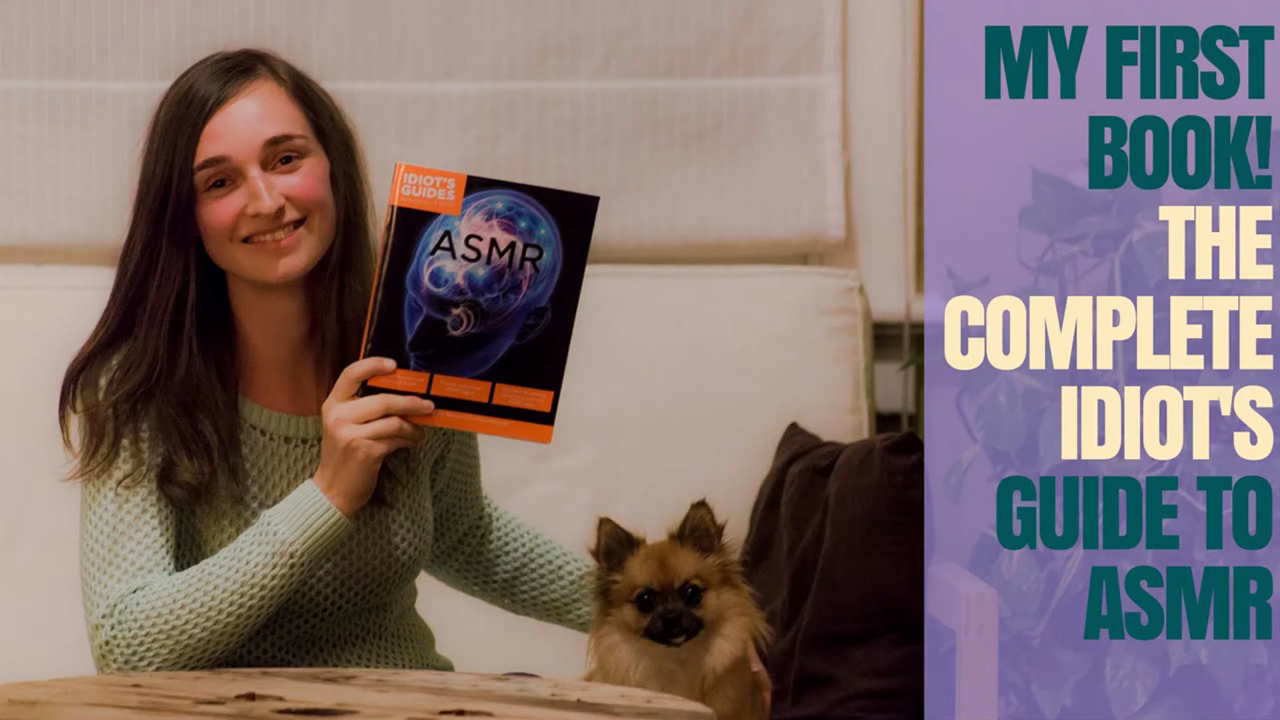 IDIOT'S
GUIDES
ASMR
MY FIRST
BOOK!
THE
COMPLETE
IDIOT'S
GUIDE TO
ASMR